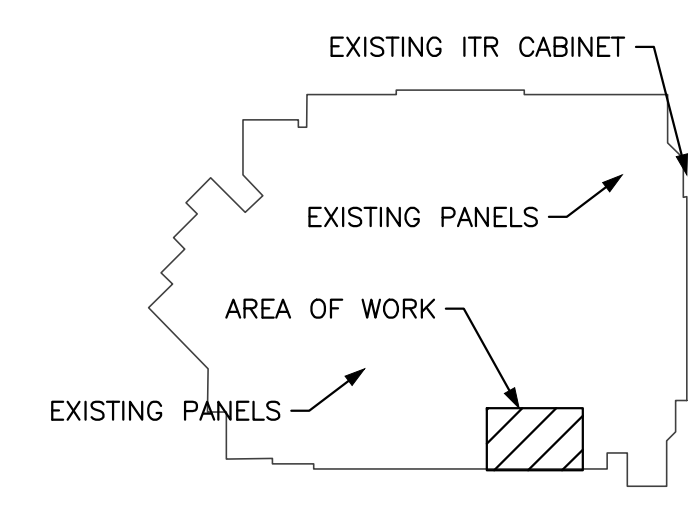 EXISTING ITR CABINET
EXISTING PANELS
AREA OF WORK
EXISTING PANELS